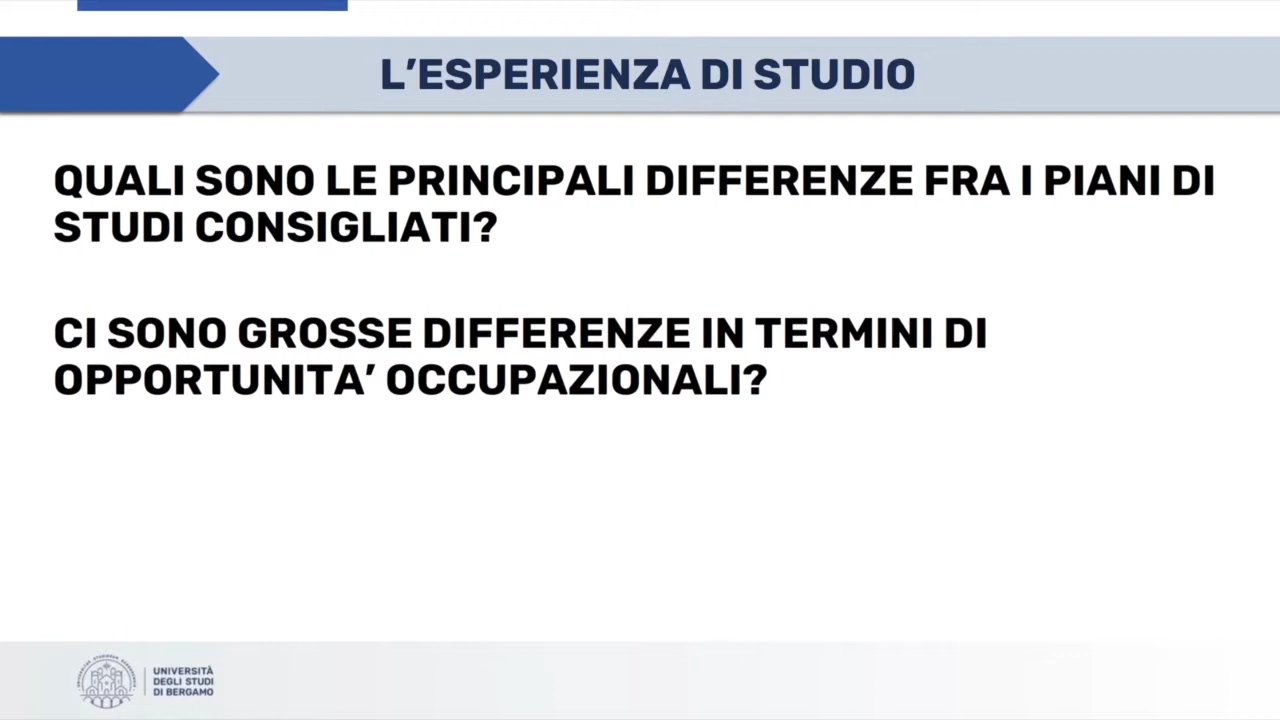 L'ESPERIENZA DI STUDIO
QUALI SONO LE PRINCIPALI DIFFERENZE FRA I PIANI DI
STUDI CONSIGLIATI?
CI SONO GROSSE DIFFERENZE IN TERMINI DI
OPPORTUNITA' OCCUPAZIONALI?
UNIVERSITÀ
DEGLI STUDI
DI BERGAMO